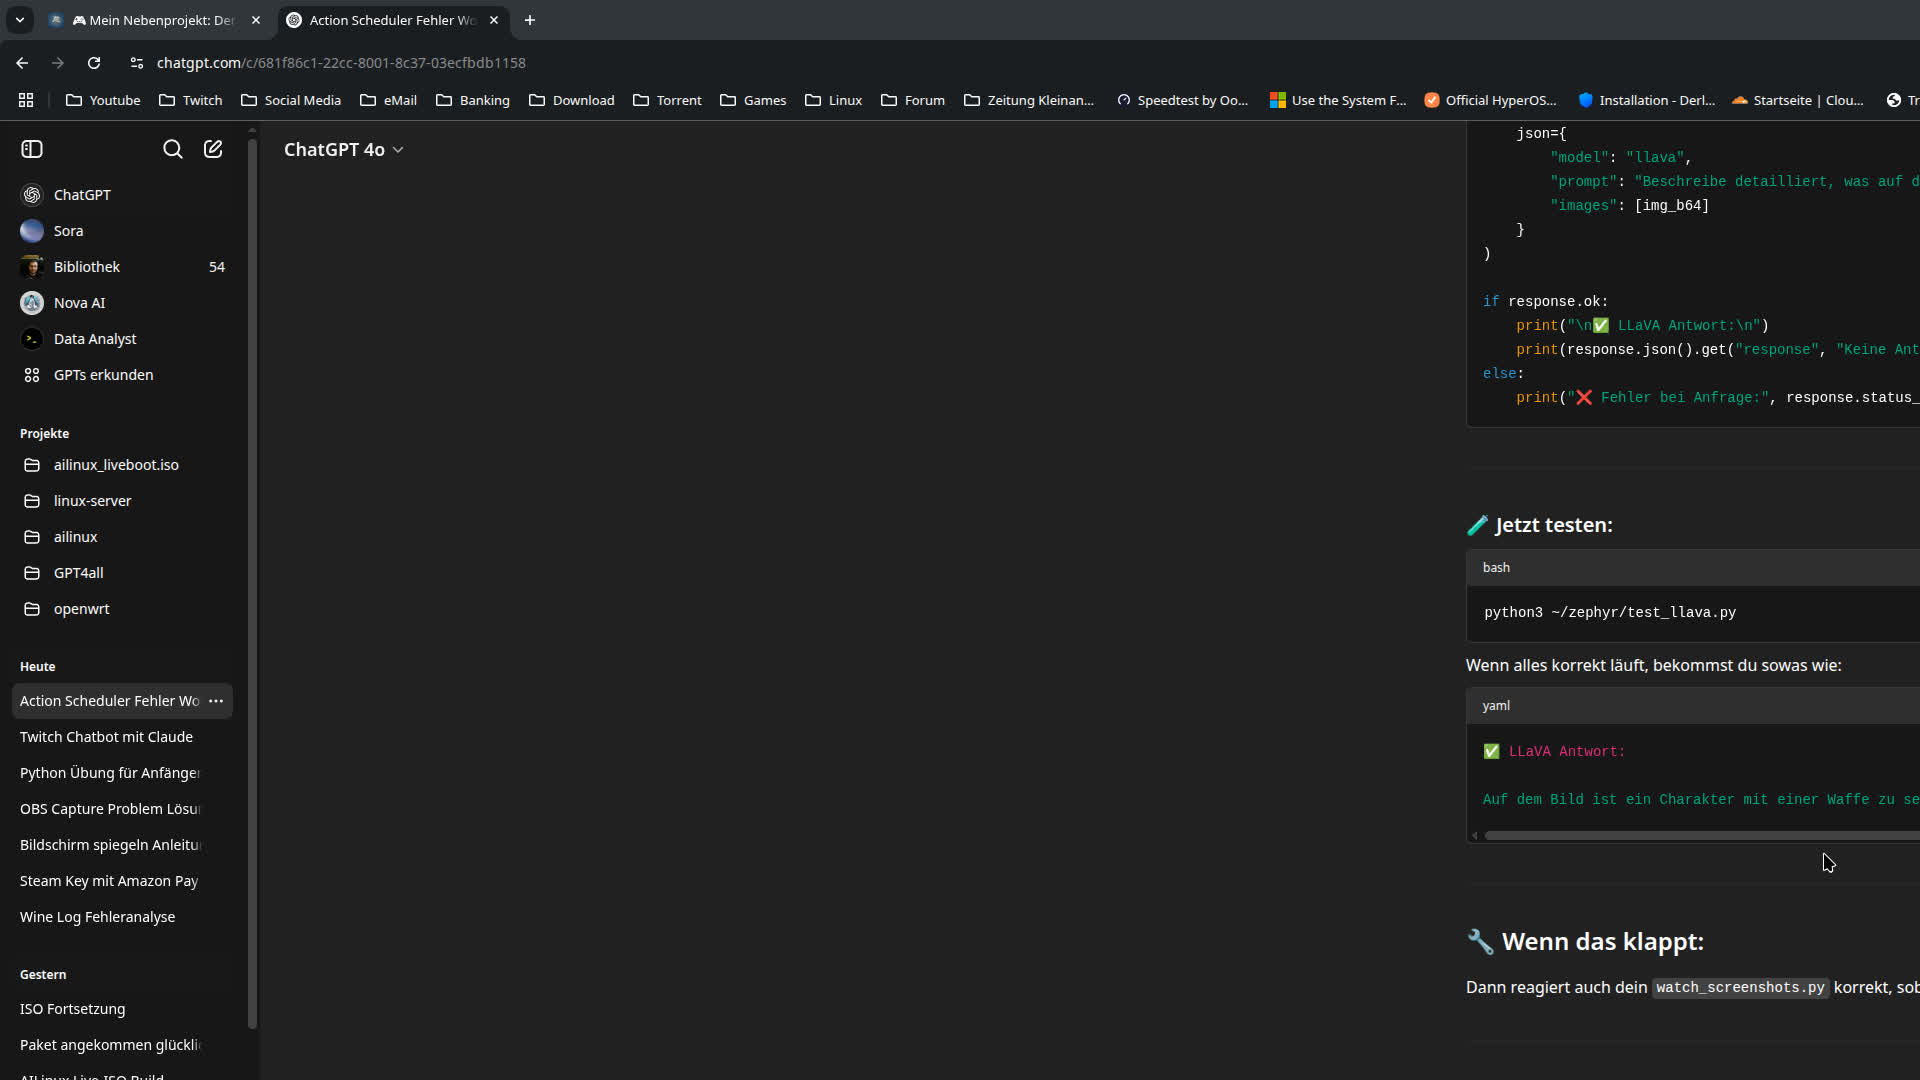 🎮 Mein Nebenprojekt: De
Action Scheduler Fehler Wo
chatgpt.com/c/681f86c1-22cc-8001-8c37-03ecfbdb1158
Youtube Twitch Social Media eMail Banking Download Torrent Games Linux Forum Zeitung Kleinan... Speedtest by Oo... Use the System F... Official HyperOS... Installation - Derl... Startseite | Clou... Tr
ChatGPT 4o
ChatGPT
Sora
Bibliothek 54
Nova AI
Data Analyst
GPTs erkunden
Projekte
ailinux_liveboot.iso
linux-server
ailinux
GPT4all
openwrt
Heute
Action Scheduler Fehler Wo
Twitch Chatbot mit Claude
Python Übung für Anfänger
OBS Capture Problem Lösu
Bildschirm spiegeln Anleitu
Steam Key mit Amazon Pay
Wine Log Fehleranalyse
Gestern
ISO Fortsetzung
Paket angekommen glückli
AILinux Live ISO Build
json={
"model": "llava",
"prompt": "Beschreibe detailliert, was auf d
"images": [img_b64]
}
)
if response.ok:
print("\n✅ LLaVA Antwort:\n")
print(response.json().get("response", "Keine Ant
else:
print("❌ Fehler bei Anfrage:", response.status_
🧪 Jetzt testen:
bash
python3 ~/zephyr/test_llava.py
Wenn alles korrekt läuft, bekommst du sowas wie:
yaml
✅ LLaVA Antwort:
Auf dem Bild ist ein Charakter mit einer Waffe zu se
🔧 Wenn das klappt:
Dann reagiert auch dein watch_screenshots.py korrekt, sob